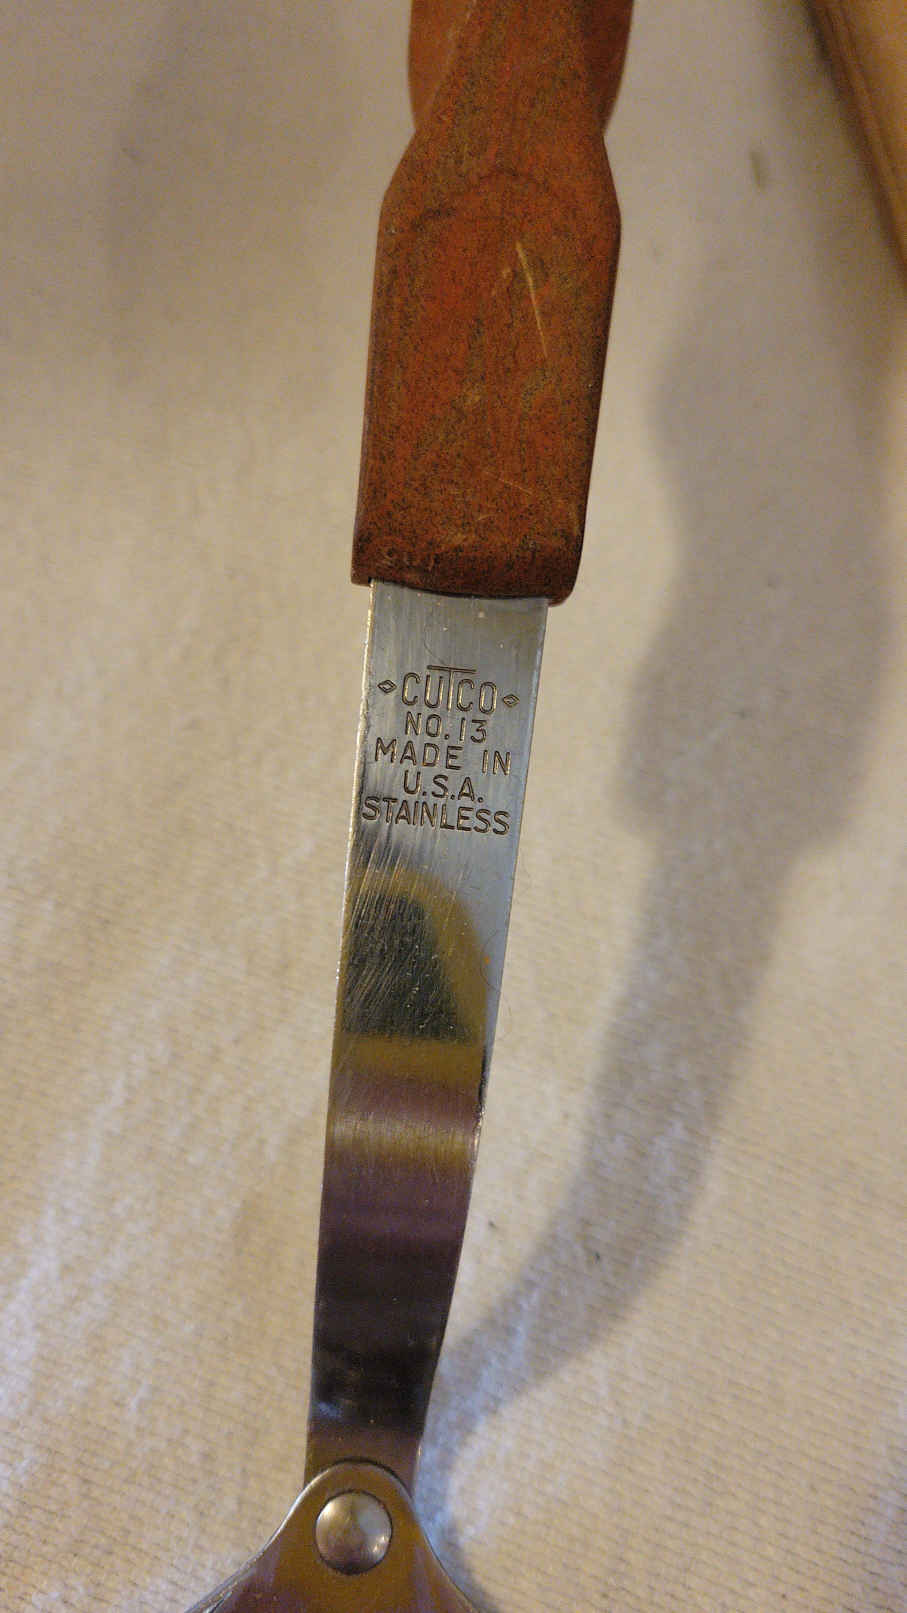 CUTCO
NO. 13
MADE IN
U.S.A.
STAINLESS